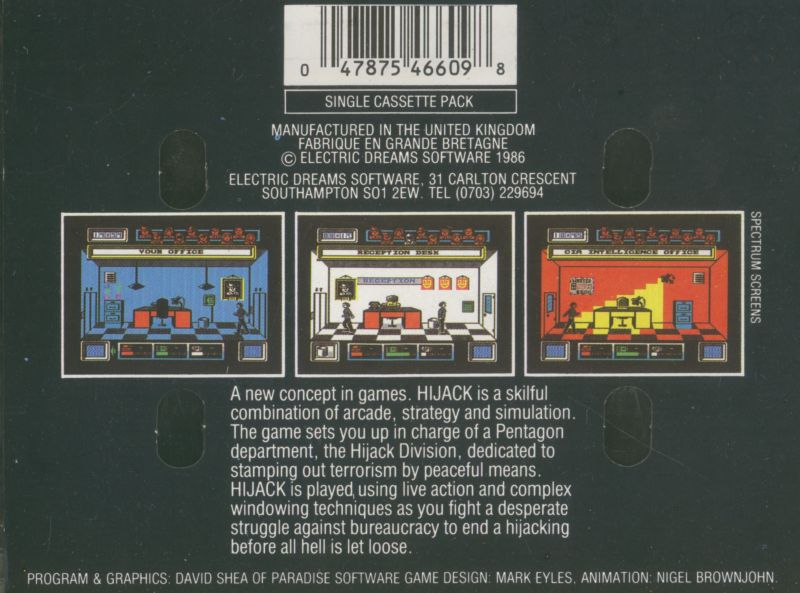 0 47875 46609 8
SINGLE CASSETTE PACK
MANUFACTURED IN THE UNITED KINGDOM
FABRIQUE EN GRANDE BRETAGNE
© ELECTRIC DREAMS SOFTWARE 1986
ELECTRIC DREAMS SOFTWARE, 31 CARLTON CRESCENT
SOUTHAMPTON SO1 2EW. TEL (0703) 229694
YOUR OFFICE
RECEPTION DESK
RECEPTION
CIA INTELLIGENCE OFFICE
SPECTRUM SCREENS
A new concept in games. HIJACK is a skilful
combination of arcade, strategy and simulation.
The game sets you up in charge of a Pentagon
department, the Hijack Division, dedicated to
stamping out terrorism by peaceful means.
HIJACK is played using live action and complex
windowing techniques as you fight a desperate
struggle against bureaucracy to end a hijacking
before all hell is let loose.
PROGRAM & GRAPHICS: DAVID SHEA OF PARADISE SOFTWARE GAME DESIGN: MARK EYLES. ANIMATION: NIGEL BROWNJOHN.